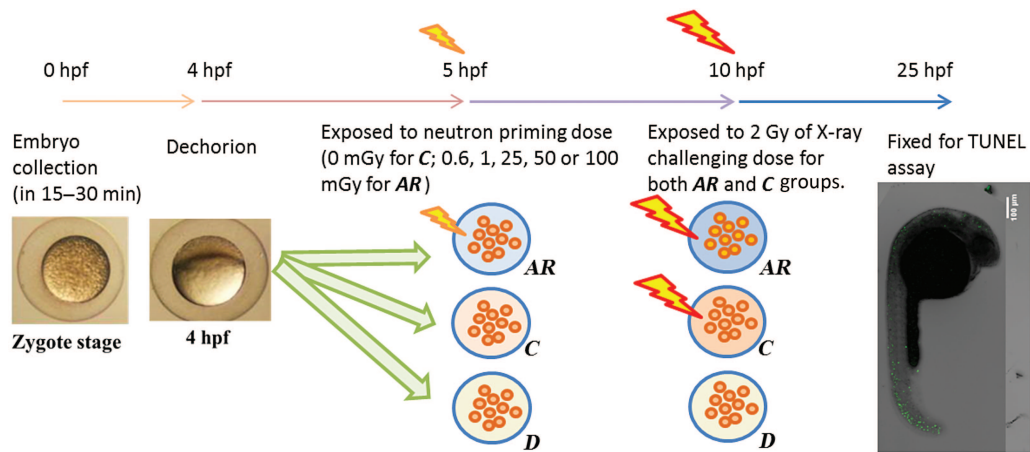 0 hpf
4 hpf
5 hpf
10 hpf
25 hpf
Embryo
collection
(in 15–30 min)
Dechorion
Exposed to neutron priming dose
(0 mGy for C; 0.6, 1, 25, 50 or 100
mGy for AR)
Exposed to 2 Gy of X-ray
challenging dose for
both AR and C groups.
Fixed for TUNEL
assay
100 μm
AR
AR
C
C
D
D
Zygote stage
4 hpf